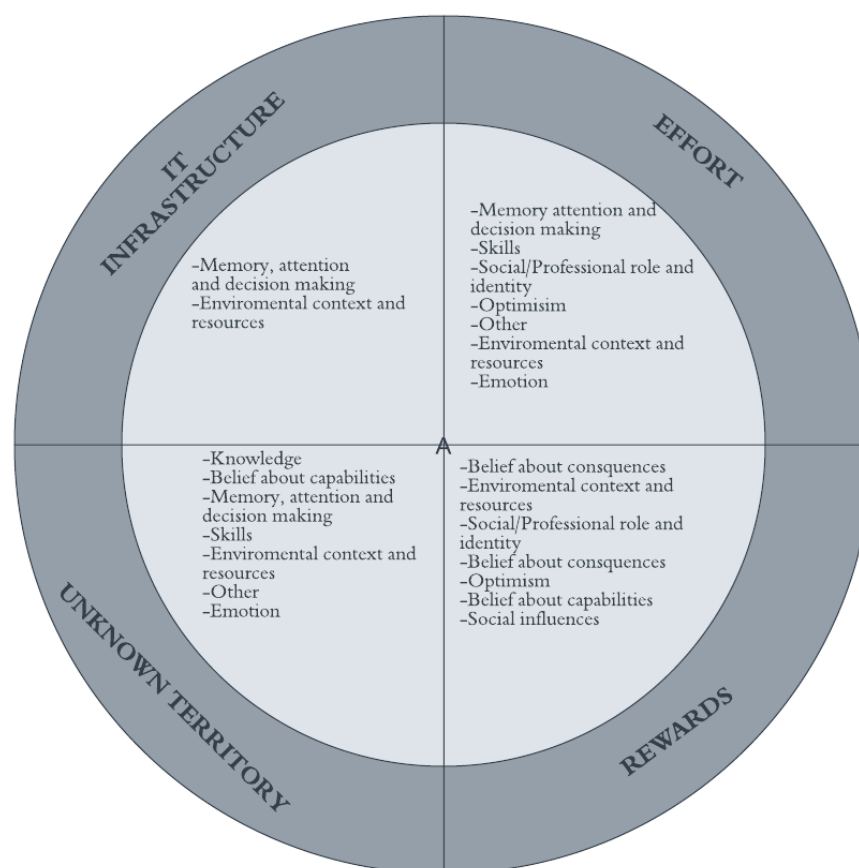 IT
INFRASTRUCTURE
-Memory, attention
and decision making
-Enviromental context and
resources
EFFORT
-Memory attention and
decision making
-Skills
-Social/Professional role and
identity
-Optimisim
-Other
-Enviromental context and
resources
-Emotion
A
UNKNOWN TERRITORY
-Knowledge
-Belief about capabilities
-Memory, attention and
decision making
-Skills
-Enviromental context and
resources
-Other
-Emotion
REWARDS
-Belief about consquences
-Enviromental context and
resources
-Social/Professional role and
identity
-Belief about consquences
-Optimism
-Belief about capabilities
-Social influences